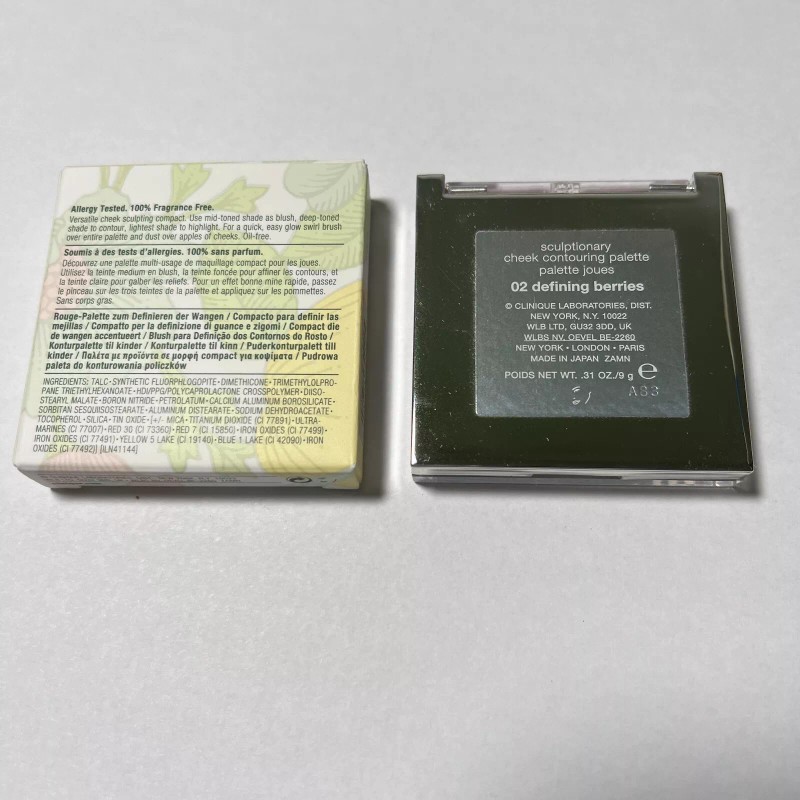 Allergy Tested. 100% Fragrance Free.
Versatile cheek sculpting compact. Use mid-toned shade as blush, deep-toned
shade to contour, lightest shade to highlight. For a quick, easy glow swirl brush
over entire palette and dust over apples of cheeks. Oil-free.
Soumis à des tests d'allergies. 100% sans parfum.
Découvrez une palette multi-usage de maquillage compact pour les joues.
Utilisez la teinte medium en blush, la teinte foncée pour affiner les contours, et
la teinte claire pour galber les reliefs. Pour un effet bonne mine rapide, passez
le pinceau sur les trois teintes de la palette et appliquez sur les pommettes.
Sans corps gras.
Rouge-Palette zum Definieren der Wangen / Compacto para definir las
mejillas / Compatto per la definizione di guance e zigomi / Compact die
de wangen accentueert / Blush para Definição dos Contornos do Rosto /
Konturpalette til kinder / Konturpalette til kinn / Puderkonturpalett till
kinder / Παλέτα με προϊόντα σε μορφή compact για κοψίματα / Pudrowa
paleta do konturowania policzków
INGREDIENTS: TALC•SYNTHETIC FLUORPHLOGOPITE•DIMETHICONE•TRIMETHYLOLPRO-
PANE TRIETHYLHEXANOATE•HDI/PPG/POLYCAPROLACTONE CROSSPOLYMER•DIISO-
STEARYL MALATE•BORON NITRIDE•PETROLATUM•CALCIUM ALUMINUM BOROSILICATE•
SORBITAN SESQUISOSTEARATE•ALUMINUM DISTEARATE•SODIUM DEHYDROACETATE•
TOCOPHEROL•SILICA•TIN OXIDE•[+/- MICA•TITANIUM DIOXIDE (CI 77891)•ULTRA-
MARINES (CI 77007)•RED 30 (CI 73360)•RED 7 (CI 15850)•IRON OXIDES (CI 77499)•
IRON OXIDES (CI 77491)•YELLOW 5 LAKE (CI 19140)•BLUE 1 LAKE (CI 42090)•IRON
OXIDES (CI 77492)] [ILN41144]
sculptionary
cheek contouring palette
palette joues
02 defining berries
© CLINIQUE LABORATORIES, DIST.
NEW YORK, N.Y. 10022
WLB LTD, GU32 3DD, UK
WLBS NV, OEVEL BE-2260
NEW YORK • LONDON • PARIS
MADE IN JAPAN ZAMN
POIDS NET WT. .31 OZ./9 g ℮
A83